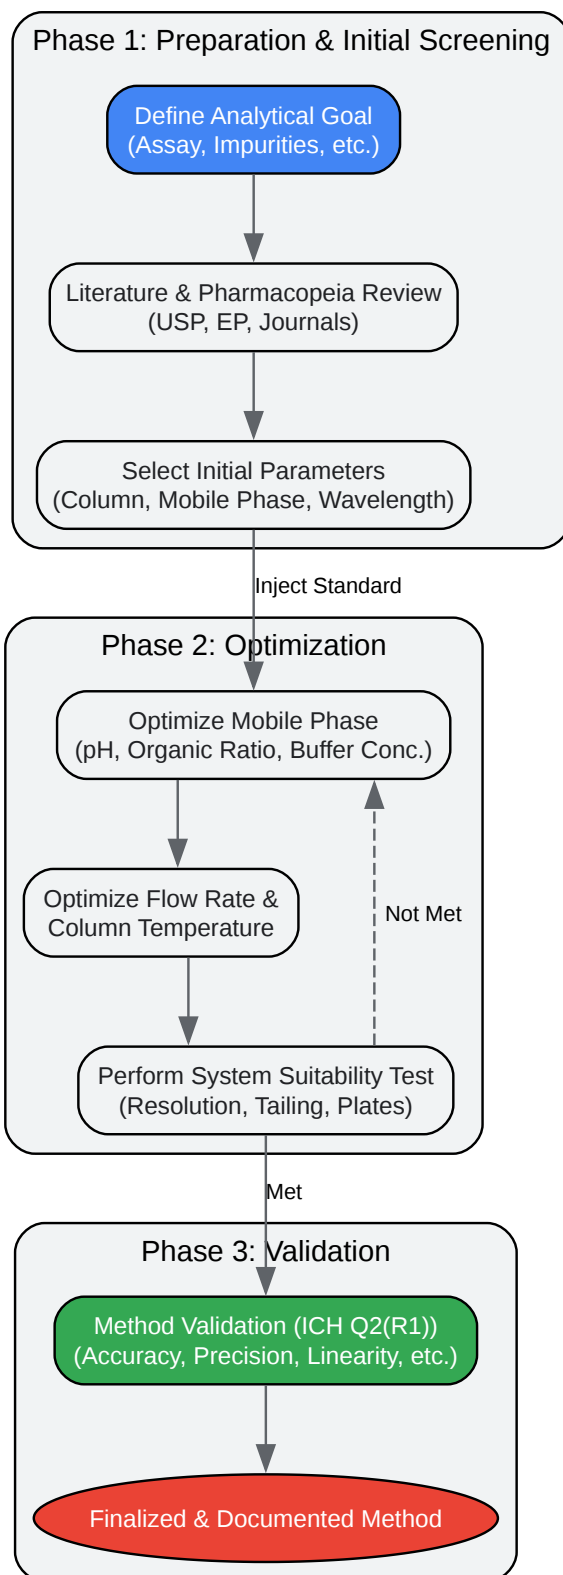 Phase 1: Preparation & Initial Screening
Define Analytical Goal
(Assay, Impurities, etc.)
Literature & Pharmacopeia Review
(USP, EP, Journals)
Select Initial Parameters
(Column, Mobile Phase, Wavelength)
Inject Standard
Phase 2: Optimization
Optimize Mobile Phase
(pH, Organic Ratio, Buffer Conc.)
Optimize Flow Rate &
Column Temperature
Not Met
Perform System Suitability Test
(Resolution, Tailing, Plates)
Met
Phase 3: Validation
Method Validation (ICH Q2(R1))
(Accuracy, Precision, Linearity, etc.)
Finalized & Documented Method